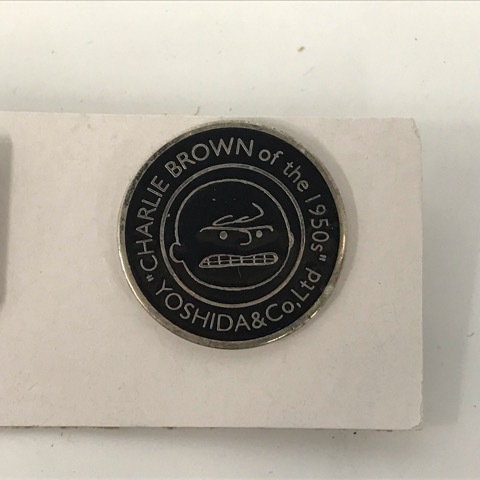 "CHARLIE BROWN of the 1950s"
YOSHIDA&Co,Ltd